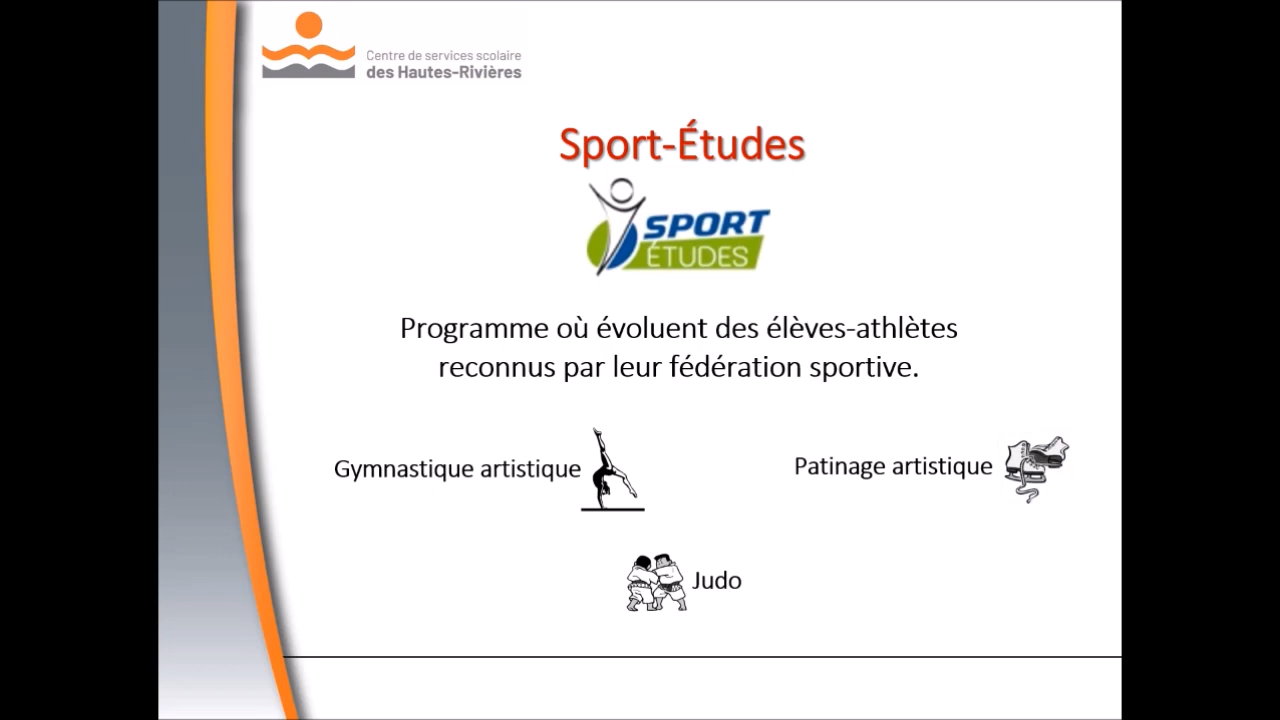 Centre de services scolaire
des Hautes-Rivières
Sport-Études
SPORT
ÉTUDES
Programme où évoluent des élèves-athlètes
reconnus par leur fédération sportive.
Gymnastique artistique
Patinage artistique
Judo